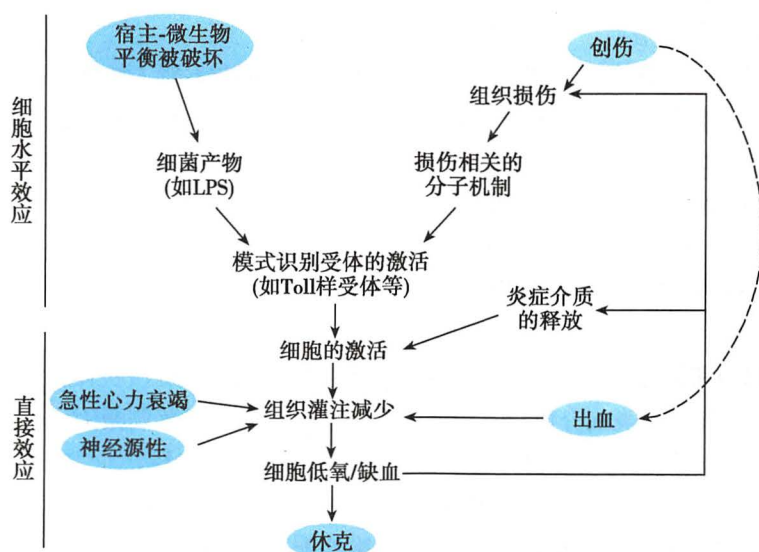 宿主-微生物
平衡被破坏
创伤
组织损伤
细胞水平效应
细菌产物
(如LPS)
损伤相关的
分子机制
模式识别受体的激活
(如Toll样受体等)
炎症介质
的释放
细胞的激活
直接效应
急性心力衰竭
组织灌注减少
出血
神经源性
细胞低氧/缺血
休克